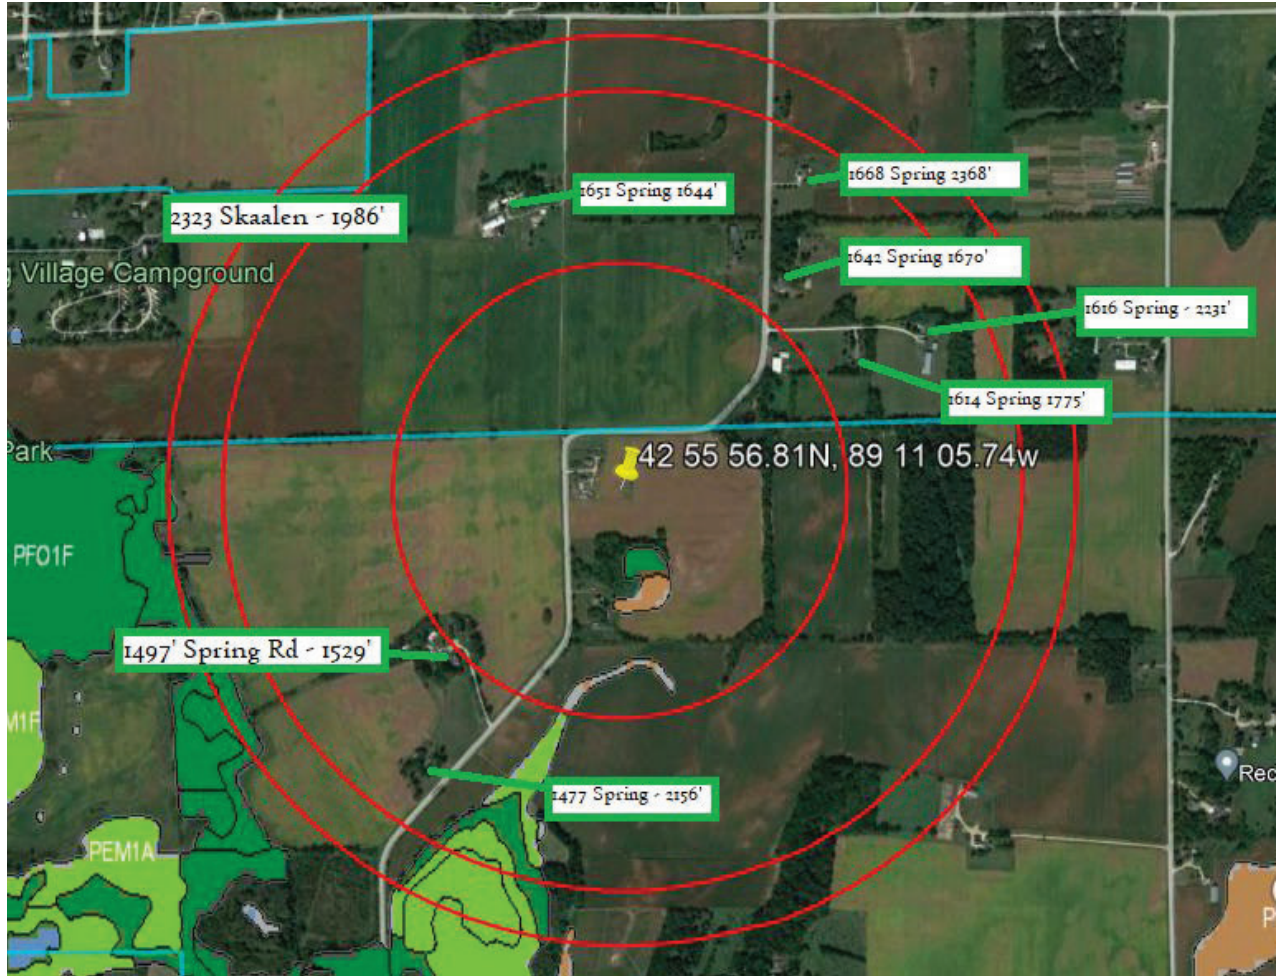 1668 Spring 2368'
1651 Spring 1644'
2323 Skaalen - 1986'
1642 Spring 1670'
Village Campground
1616 Spring - 2231'
1614 Spring 1775'
Park
42 55 56.81N, 89 11 05.74w
PFO1F
1497' Spring Rd - 1529'
M1F
Rec
1477 Spring - 2156'
PEM1A
P